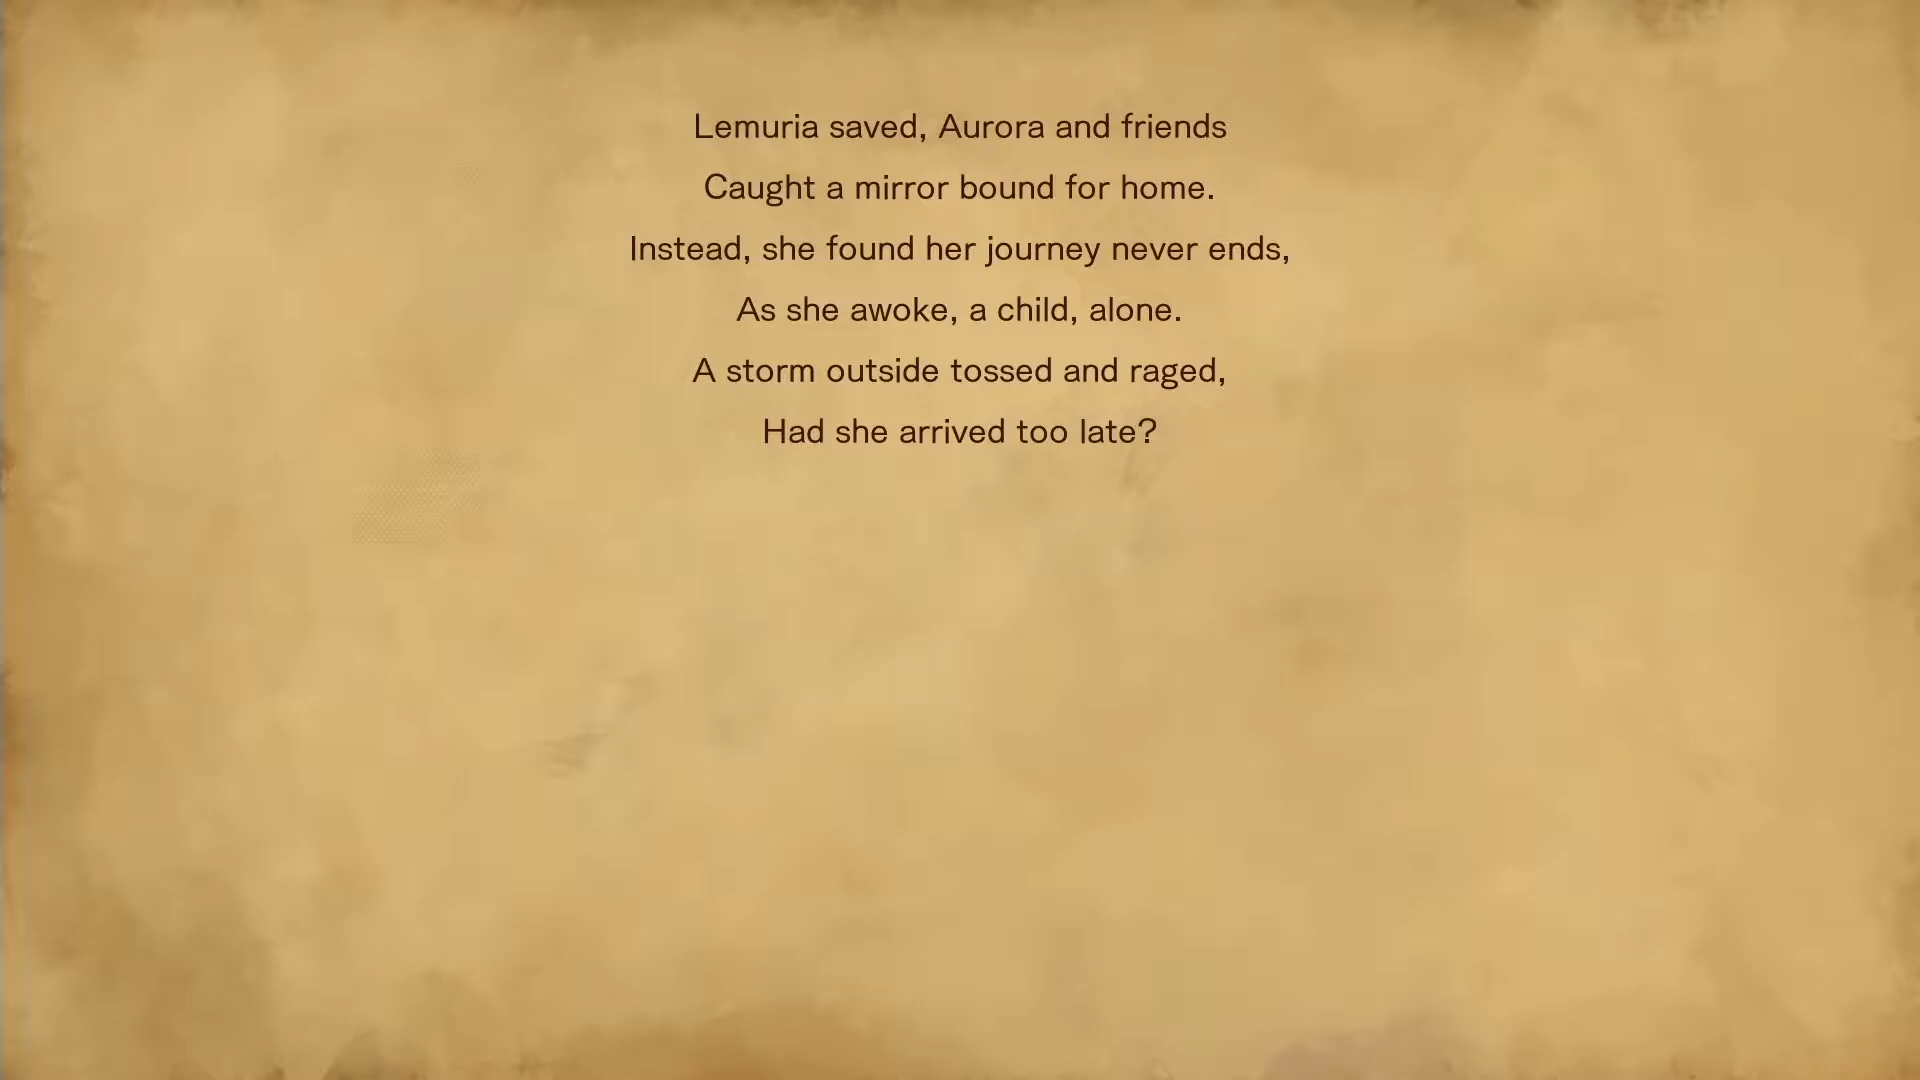 Lemuria saved, Aurora and friends
Caught a mirror bound for home.
Instead, she found her journey never ends,
As she awoke, a child, alone.
A storm outside tossed and raged,
Had she arrived too late?